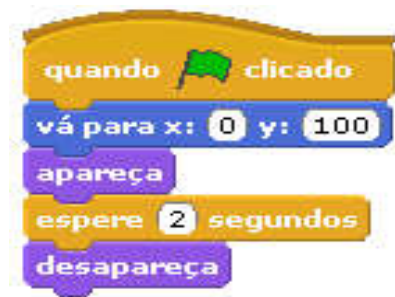 quando clicado
vá para x: 0 y: 100
apareça
espere 2 segundos
desapareça